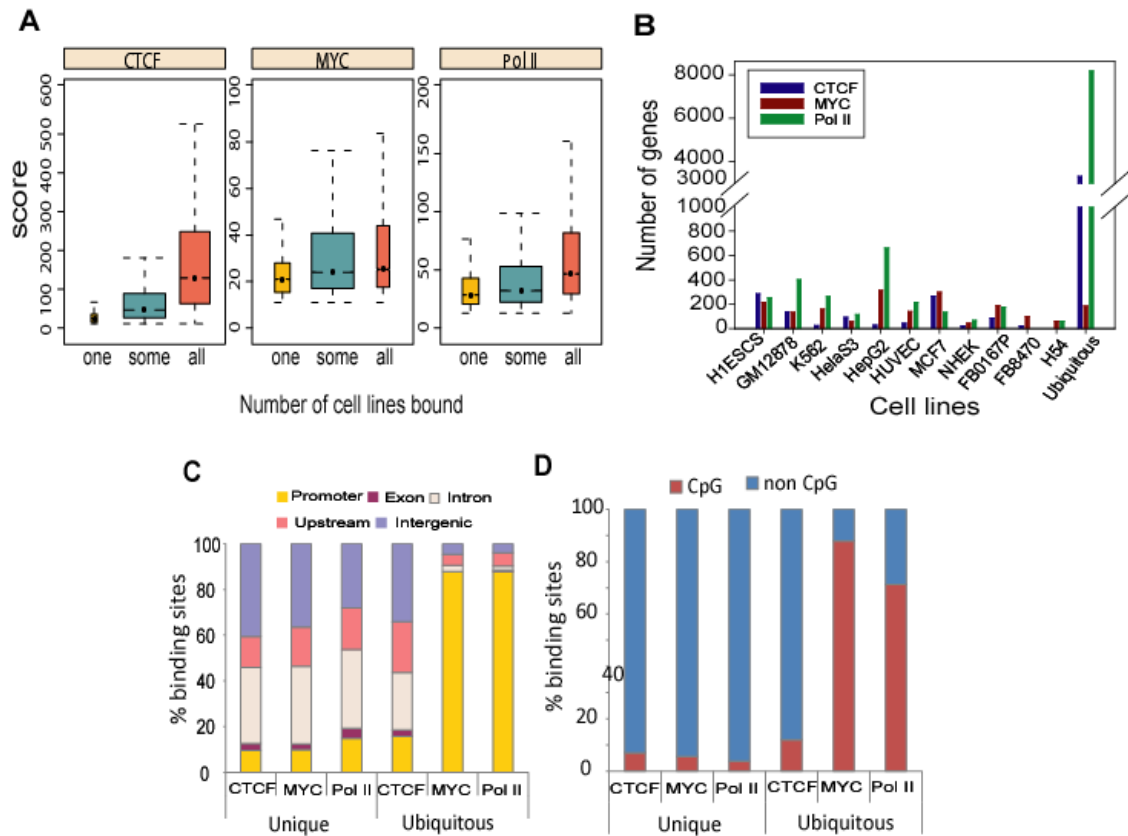 A
CTCF
MYC
Pol II
score
0 100 200 300 400 500 600
0 20 40 60 80 100
0 50 100 150 200
one some all
one some all
one some all
Number of cell lines bound
B
CTCF
MYC
Pol II
Number of genes
8000
6000
4000
3000
1000
800
600
400
200
0
H1ESCS
GM12878
K562
HelaS3
HepG2
HUVEC
MCF7
NHEK
FB0167P
FB8470
H54
Ubiquitous
Cell lines
C
Promoter Exon Intron
Upstream Intergenic
% binding sites
100
80
60
40
20
0
CTCF MYC Pol II CTCF MYC Pol II
Unique Ubiquitous
D
CpG non CpG
% binding sites
100
80
60
40
20
0
CTCF MYC Pol II CTCF MYC Pol II
Unique Ubiquitous